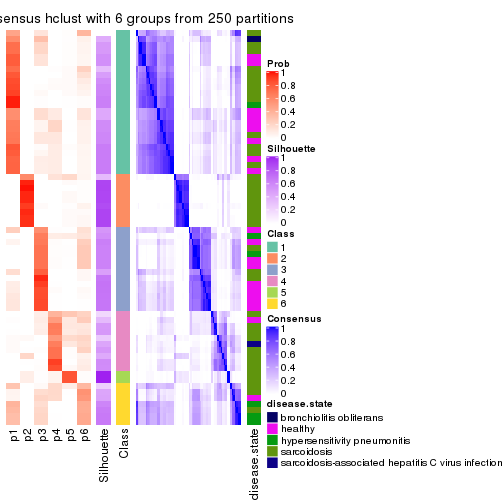 sensus hclust with 6 groups from 250 partitions
Prob
1
0.8
0.6
0.4
0.2
0
Silhouette
1
0.8
0.6
0.4
0.2
0
Class
1
2
3
4
5
6
Consensus
1
0.8
0.6
0.4
0.2
0
disease.state
bronchiolitis obliterans
healthy
hypersensitivity pneumonitis
sarcoidosis
sarcoidosis-associated hepatitis C virus infection
p1
p2
p3
p4
p5
p6
Silhouette
Class
disease.state